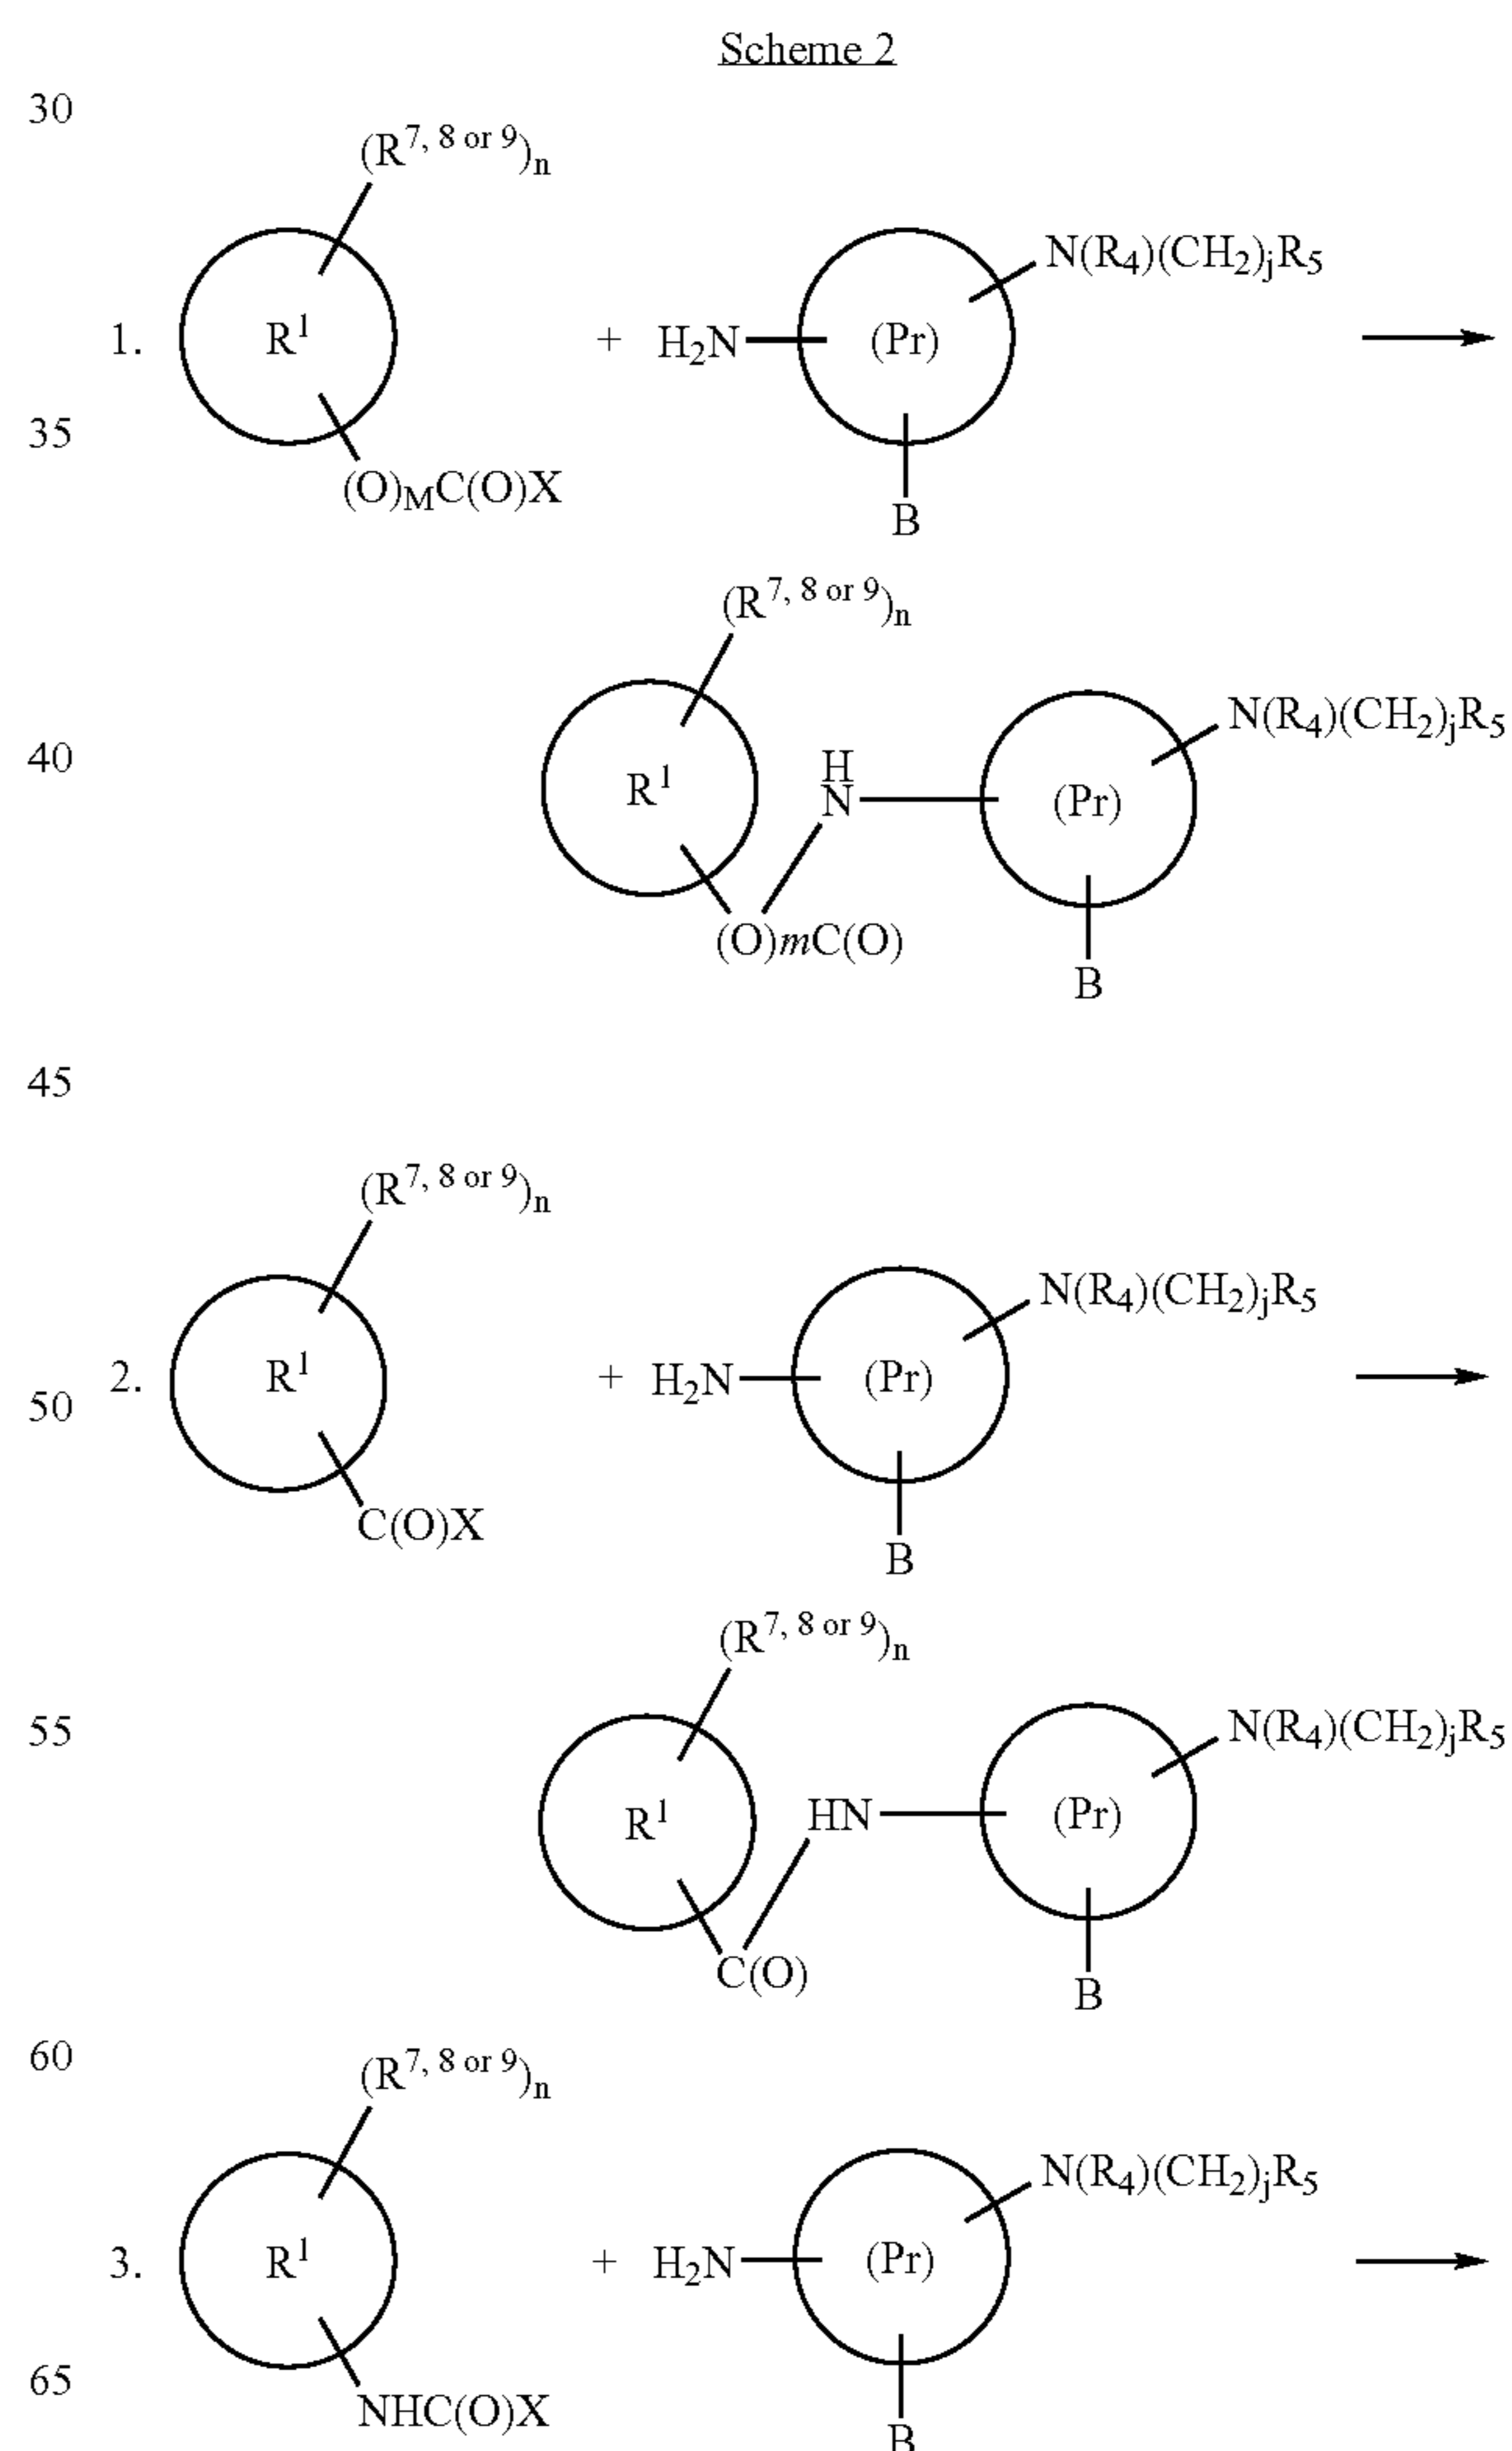 Scheme 2
30
(R7, 8 or 9)n
N(R4)(CH2)jR5
1. R1 + H2N (Pr)
35
(O)MC(O)X
B
(R7, 8 or 9)n
N(R4)(CH2)jR5
40
H
R1 N (Pr)
(O)mC(O)
B
45
(R7, 8 or 9)n
N(R4)(CH2)jR5
2. R1 + H2N (Pr)
50
C(O)X
B
(R7, 8 or 9)n
55
N(R4)(CH2)jR5
R1 HN (Pr)
C(O)
B
60
(R7, 8 or 9)n
N(R4)(CH2)jR5
3. R1 + H2N (Pr)
65
NHC(O)X
B